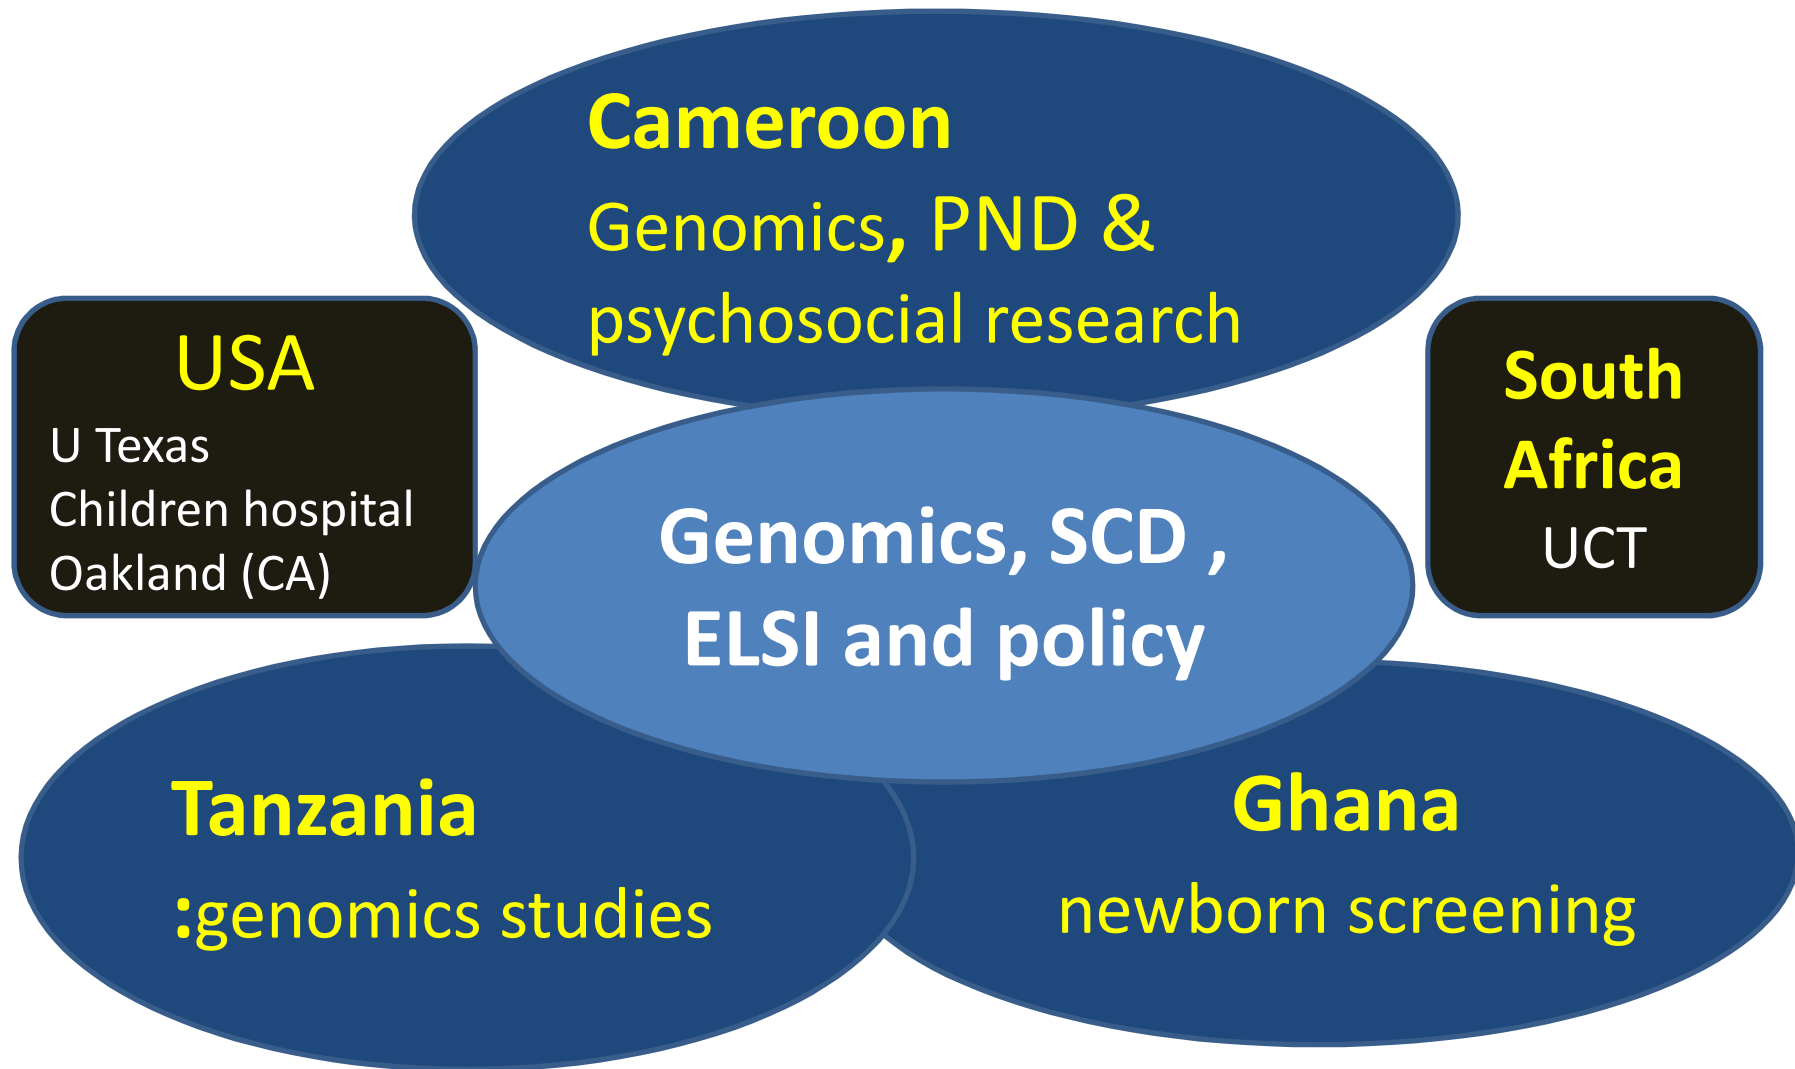 Cameroon
Genomics, PND &
psychosocial research
USA
U Texas
Children hospital
Oakland (CA)
South
Africa
UCT
Genomics, SCD ,
ELSI and policy
Tanzania
:genomics studies
Ghana
newborn screening